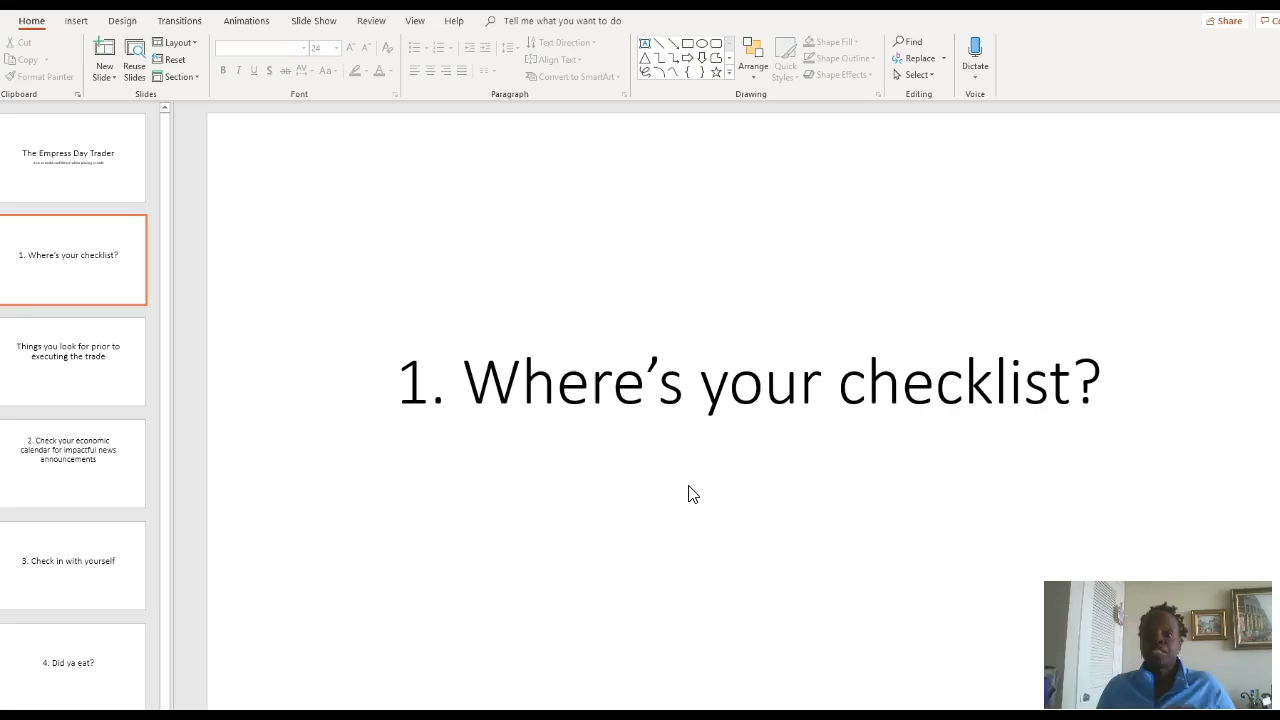 Home Insert Design Transitions Animations Slide Show Review View Help Tell me what you want to do Share
Cut
Copy
Format Painter
Clipboard
New Slide
Reuse Slides
Layout
Reset
Section
Slides
24
B I U S ab AV Aa A
Font
Text Direction
Align Text
Convert to SmartArt
Paragraph
Arrange
Quick Styles
Shape Fill
Shape Outline
Shape Effects
Drawing
Find
Replace
Select
Editing
Dictate
Voice
The Empress Day Trader
1. Where's your checklist?
Things you look for prior to
executing the trade
2. Check your economic
calendar for impactful news
announcements
3. Check in with yourself
4. Did ya eat?
1. Where’s your checklist?